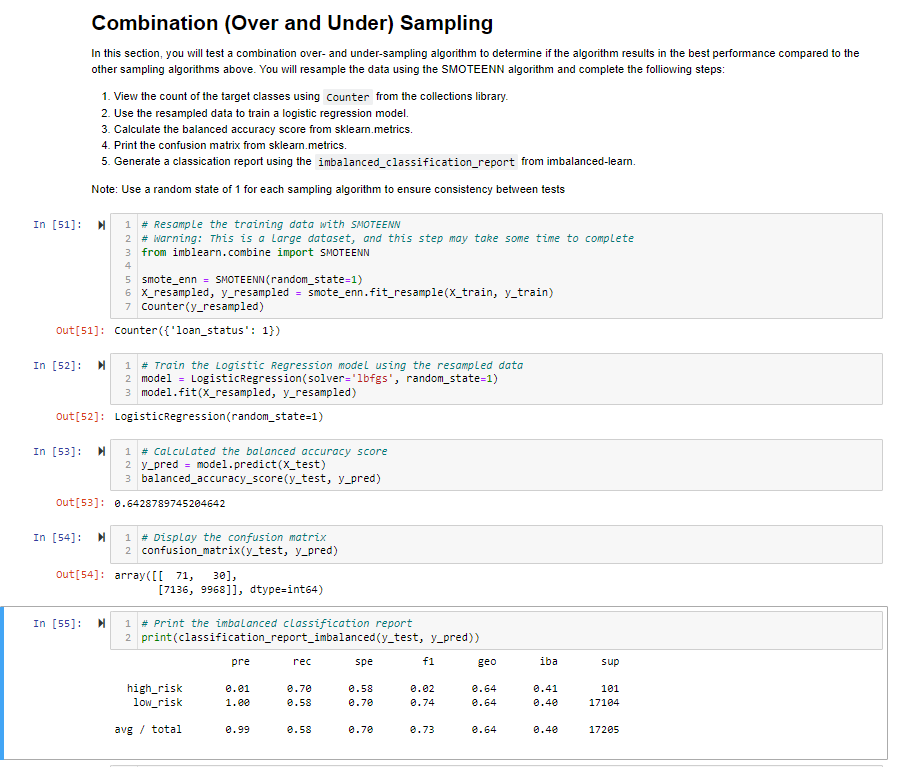 Combination (Over and Under) Sampling
In this section, you will test a combination over- and under-sampling algorithm to determine if the algorithm results in the best performance compared to the
other sampling algorithms above. You will resample the data using the SMOTEENN algorithm and complete the folliowing steps:
1. View the count of the target classes using Counter from the collections library.
2. Use the resampled data to train a logistic regression model.
3. Calculate the balanced accuracy score from sklearn.metrics.
4. Print the confusion matrix from sklearn.metrics.
5. Generate a classication report using the imbalanced_classification_report from imbalanced-learn.
Note: Use a random state of 1 for each sampling algorithm to ensure consistency between tests
In [51]: 1 # Resample the training data with SMOTEENN
2 # Warning: This is a large dataset, and this step may take some time to complete
3 from imblearn.combine import SMOTEENN
4
5 smote_enn = SMOTEENN(random_state=1)
6 X_resampled, y_resampled = smote_enn.fit_resample(X_train, y_train)
7 Counter(y_resampled)
Out[51]: Counter({'loan_status': 1})
In [52]: 1 # Train the Logistic Regression model using the resampled data
2 model = LogisticRegression(solver='lbfgs', random_state=1)
3 model.fit(X_resampled, y_resampled)
Out[52]: LogisticRegression(random_state=1)
In [53]: 1 # Calculated the balanced accuracy score
2 y_pred = model.predict(X_test)
3 balanced_accuracy_score(y_test, y_pred)
Out[53]: 0.6428789745204642
In [54]: 1 # Display the confusion matrix
2 confusion_matrix(y_test, y_pred)
Out[54]: array([[ 71, 30],
[7136, 9968]], dtype=int64)
In [55]: 1 # Print the imbalanced classification report
2 print(classification_report_imbalanced(y_test, y_pred))
pre rec spe f1 geo iba sup
high_risk 0.01 0.70 0.58 0.02 0.64 0.41 101
low_risk 1.00 0.58 0.70 0.74 0.64 0.40 17104
avg / total 0.99 0.58 0.70 0.73 0.64 0.40 17205